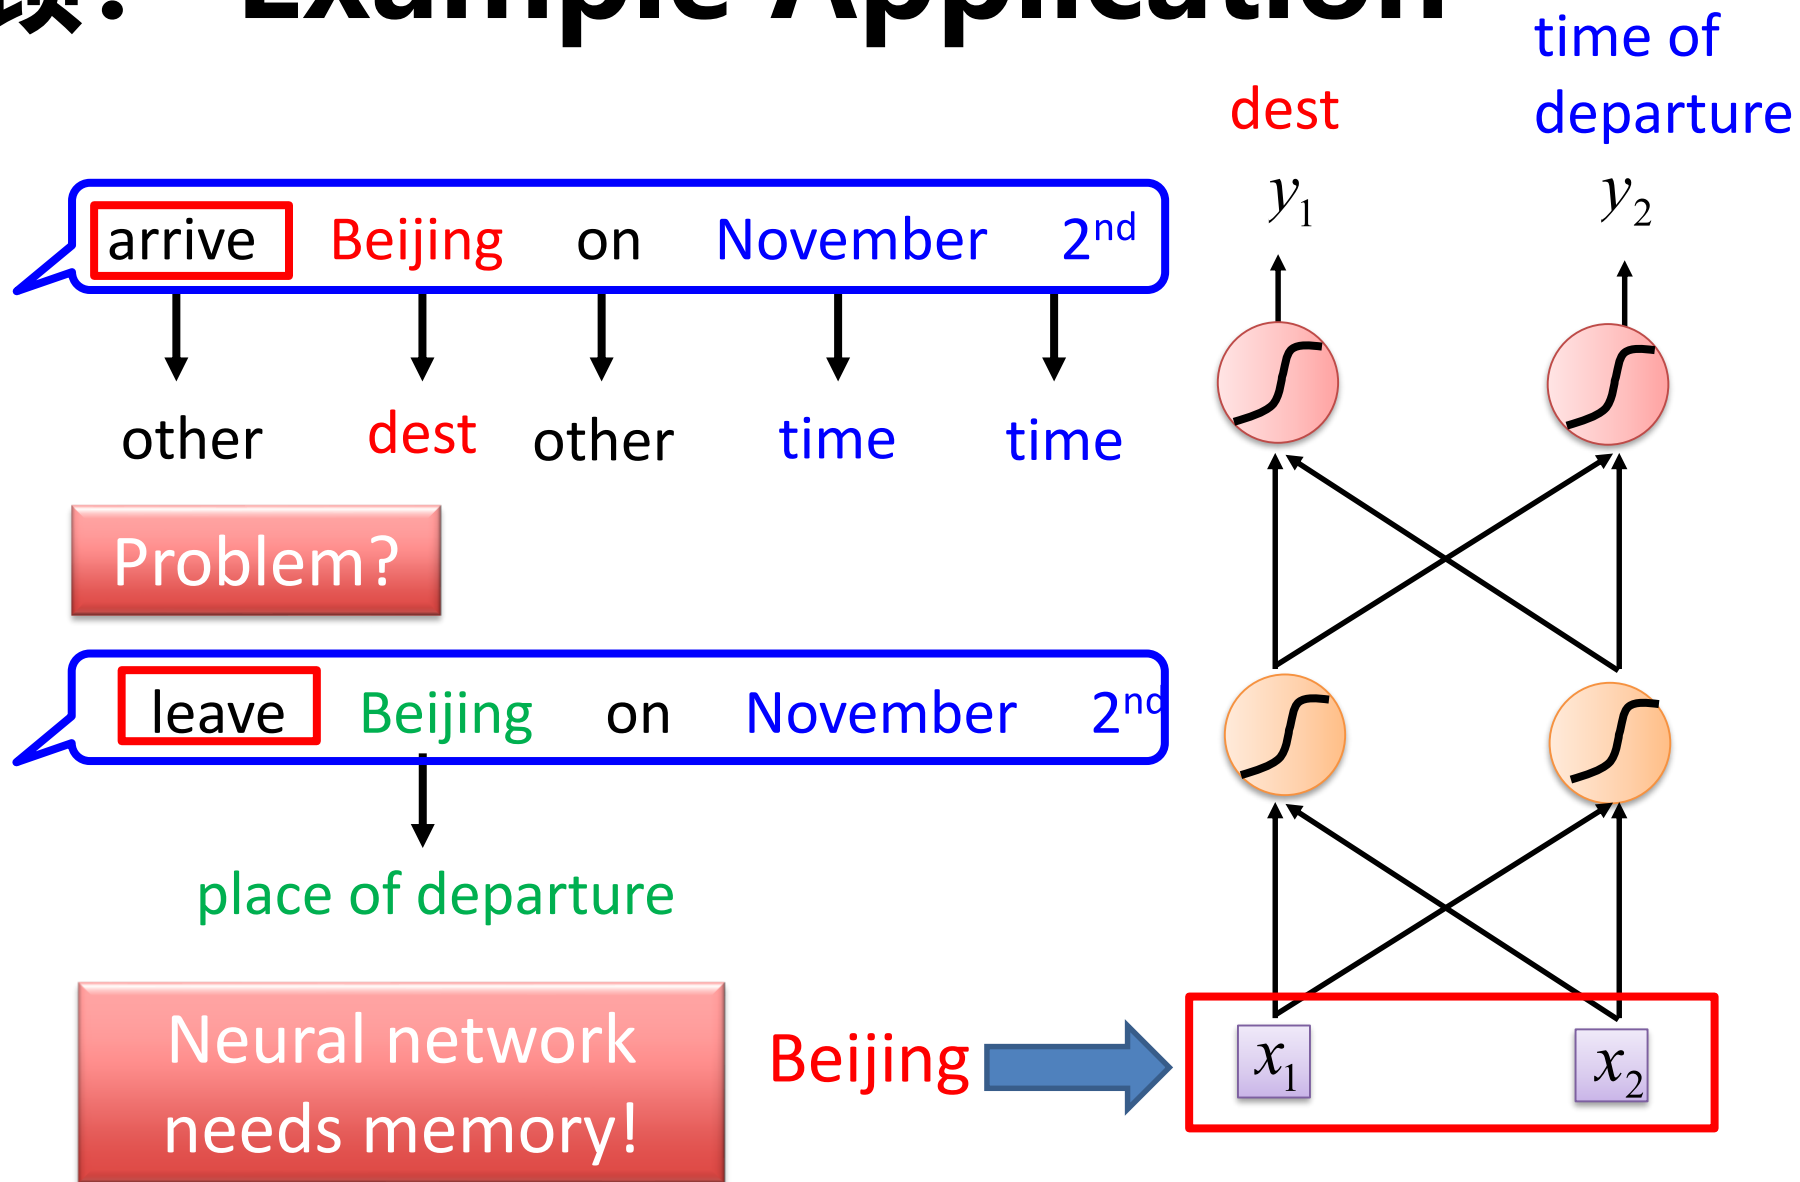 Example Application
time of
departure
dest
y1
y2
arrive Beijing on November 2nd
other dest other time time
Problem?
leave Beijing on November 2nd
place of departure
Neural network
needs memory!
Beijing
x1
x2